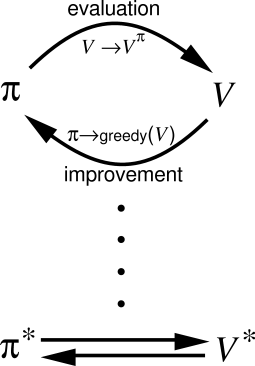 evaluation
V → V^π
π V
π→greedy(V)
improvement
π* V*